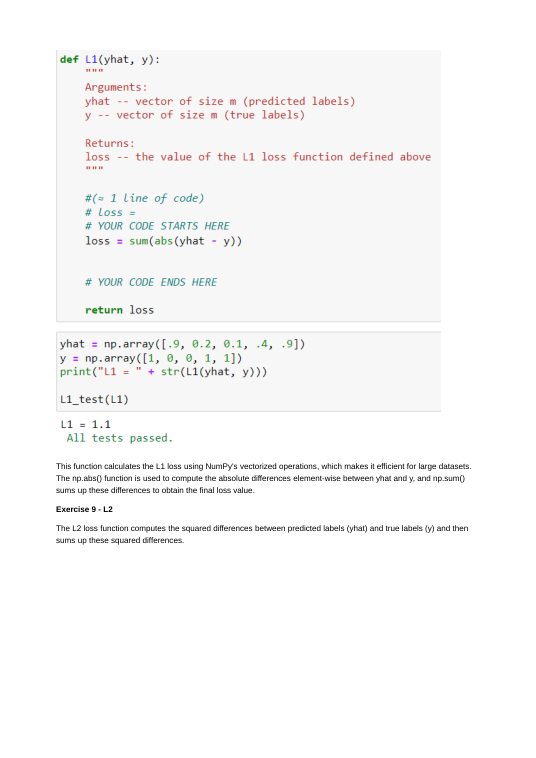 def L1(yhat, y):
    """
    Arguments:
    yhat -- vector of size m (predicted labels)
    y -- vector of size m (true labels)

    Returns:
    loss -- the value of the L1 loss function defined above
    """

    #(≈ 1 line of code)
    # loss =
    # YOUR CODE STARTS HERE
    loss = sum(abs(yhat - y))

    # YOUR CODE ENDS HERE

    return loss
yhat = np.array([.9, 0.2, 0.1, .4, .9])
y = np.array([1, 0, 0, 1, 1])
print("L1 = " + str(L1(yhat, y)))

L1_test(L1)
L1 = 1.1
 All tests passed.
This function calculates the L1 loss using NumPy's vectorized operations, which makes it efficient for large datasets.
The np.abs() function is used to compute the absolute differences element-wise between yhat and y, and np.sum()
sums up these differences to obtain the final loss value.
Exercise 9 - L2
The L2 loss function computes the squared differences between predicted labels (yhat) and true labels (y) and then
sums up these squared differences.